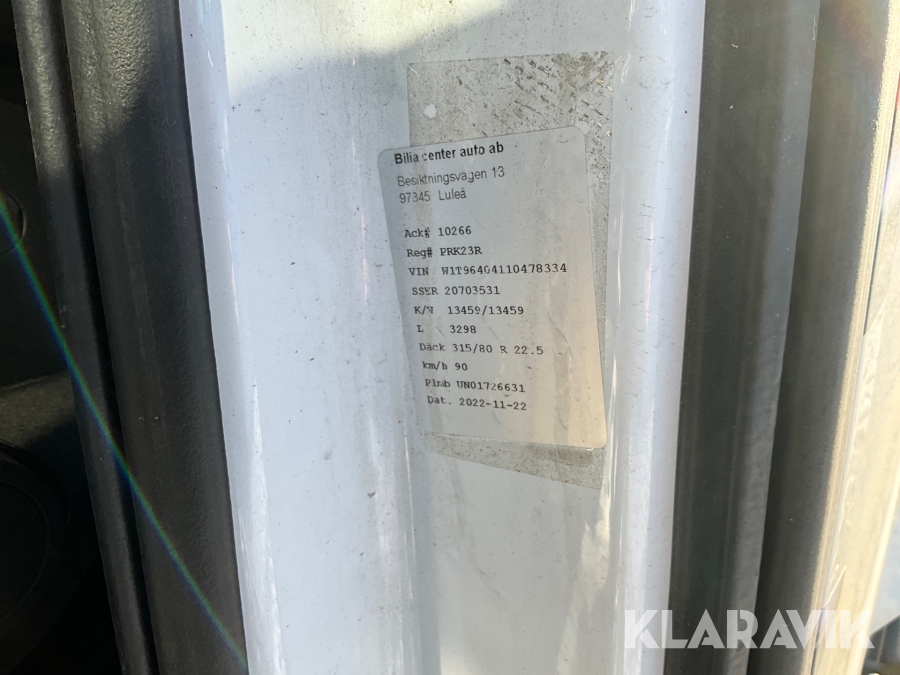 Bilia center auto ab
Besiktningsvägen 13
97345 Luleå
Ack# 10266
Reg# PRK23R
VIN W1T96404110478334
SSER 20703531
K/W 13459/13459
L 3298
Däck 315/80 R 22.5
km/h 90
Plmb UN01726631
Dat. 2022-11-22
KLARAVIK